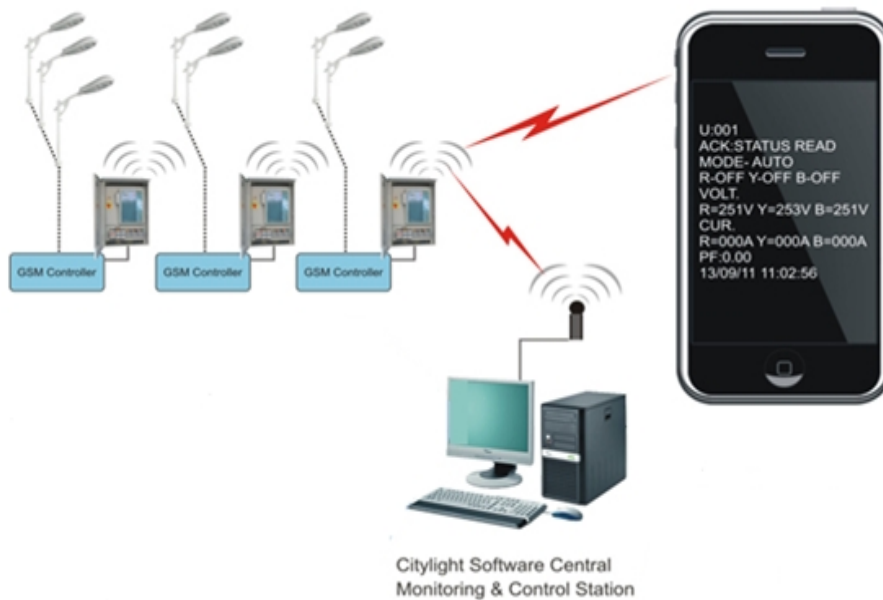 U:001
ACK:STATUS READ
MODE- AUTO
R-OFF Y-OFF B-OFF
VOLT.
R=251V Y=253V B=251V
CUR.
R=000A Y=000A B=000A
PF:0.00
13/09/11 11:02:56
GSM Controller
GSM Controller
GSM Controller
Citylight Software Central
Monitoring & Control Station